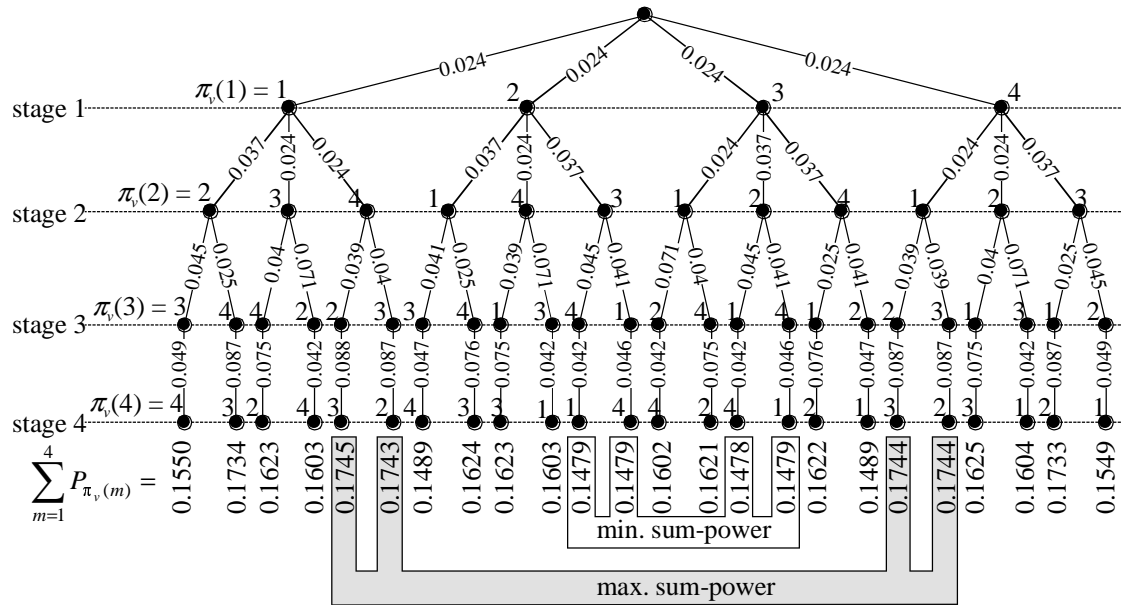 0.024 0.024 0.024 0.024
stage 1 π_v(1) = 1 2 3 4
0.037 0.024 0.024 0.037 0.024 0.037 0.024 0.037 0.037 0.024 0.024 0.037
stage 2 π_v(2) = 2 3 4 1 4 3 1 2 4 1 2 3
0.045 0.025 0.04 0.071 0.039 0.04 0.041 0.025 0.039 0.071 0.045 0.041 0.071 0.04 0.045 0.041 0.025 0.041 0.039 0.039 0.04 0.071 0.025 0.045
stage 3 π_v(3) = 3 4 4 2 2 3 3 4 1 3 4 1 2 4 1 4 1 2 2 3 1 3 1 2
0.049 0.087 0.075 0.042 0.088 0.087 0.047 0.076 0.075 0.042 0.042 0.046 0.042 0.075 0.042 0.046 0.076 0.047 0.087 0.087 0.075 0.042 0.087 0.049
stage 4 π_v(4) = 4 3 2 4 3 2 4 3 3 1 1 4 4 2 4 1 2 1 3 2 3 1 2 1
∑_{m=1}^{4} P_{π_v(m)} = 0.1550 0.1734 0.1623 0.1603 0.1745 0.1743 0.1489 0.1624 0.1623 0.1603 0.1479 0.1479 0.1602 0.1621 0.1478 0.1479 0.1622 0.1489 0.1744 0.1744 0.1625 0.1604 0.1733 0.1549
min. sum-power
max. sum-power